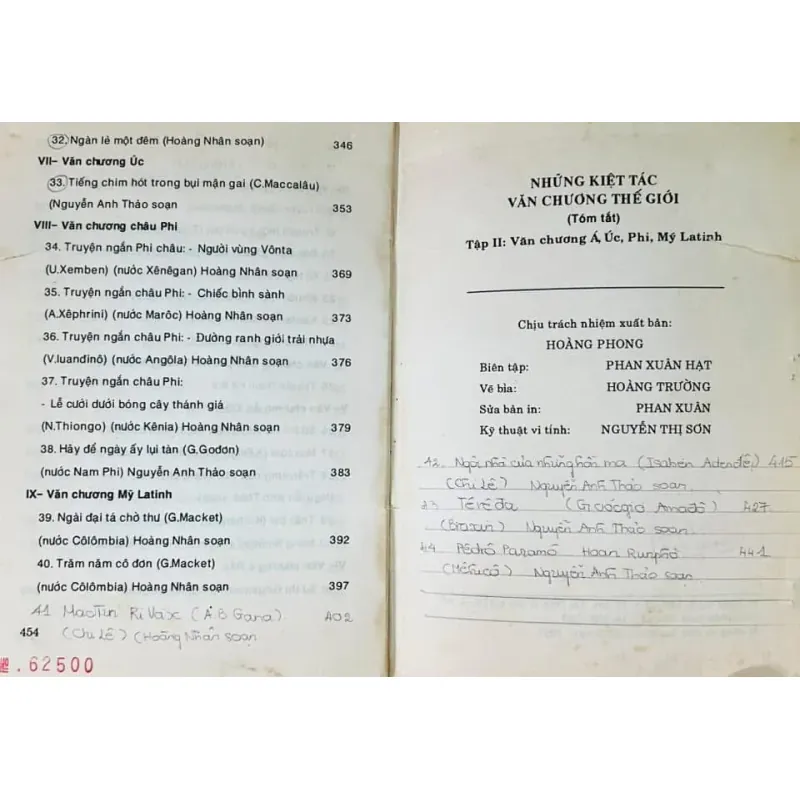 32. Ngàn lẻ một đêm (Hoàng Nhân soạn) 346
VII– Văn chương Úc
33. Tiếng chim hót trong bụi mận gai (C.Maccalâu)
(Nguyễn Anh Thảo soạn 353
VIII– Văn chương châu Phi
34. Truyện ngắn Phi châu: - Người vùng Vônta
(U.Xemben) (nước Xênêgan) Hoàng Nhân soạn 369
35. Truyện ngắn châu Phi: - Chiếc bình sành
(A.Xêphrini) (nước Marôc) Hoàng Nhân soạn 373
36. Truyện ngắn châu Phi: - Đường ranh giới trải nhựa
(V.luanđinô) (nước Angôla) Hoàng Nhân soạn 376
37. Truyện ngắn châu Phi:
- Lễ cưới dưới bóng cây thánh giá
(N.Thiongo) (nước Kênia) Hoàng Nhân soạn 379
38. Hãy để ngày ấy lụi tàn (G.Godơn)
(nước Nam Phi) Nguyễn Anh Thảo soạn 383
IX– Văn chương Mỹ Latinh
39. Ngài đại tá chờ thư (G.Macket)
(nước Côlômbia) Hoàng Nhân soạn 392
40. Trăm năm cô đơn (G.Macket)
(nước Côlômbia) Hoàng Nhân soạn 397
41 MacTin Ri Vax (A.B Gana) 402
(Chi Lê) (Hoàng Nhân soạn
454
. 62500
NHỮNG KIỆT TÁC
VĂN CHƯƠNG THẾ GIỚI
(Tóm tắt)
Tập II: Văn chương Á, Úc, Phi, Mỹ Latinh
Chịu trách nhiệm xuất bản:
HOÀNG PHONG
Biên tập: PHAN XUÂN HẠT
Vẽ bìa: HOÀNG TRƯỜNG
Sửa bản in: PHAN XUÂN
Kỹ thuật vi tính: NGUYỄN THỊ SƠN
42. Ngôi nhà của những hồn ma (Isaben Adenđê) 415
(Chi Lê) Nguyễn Anh Thảo soạn.
Têrêda (Gioócgiơ Amađô) 427
(Braxin) Nguyễn Anh Thảo soạn.
44 Pêđrô Paramô Hoan Runphô 441
(Mêhicô) Nguyễn Anh Thảo soạn